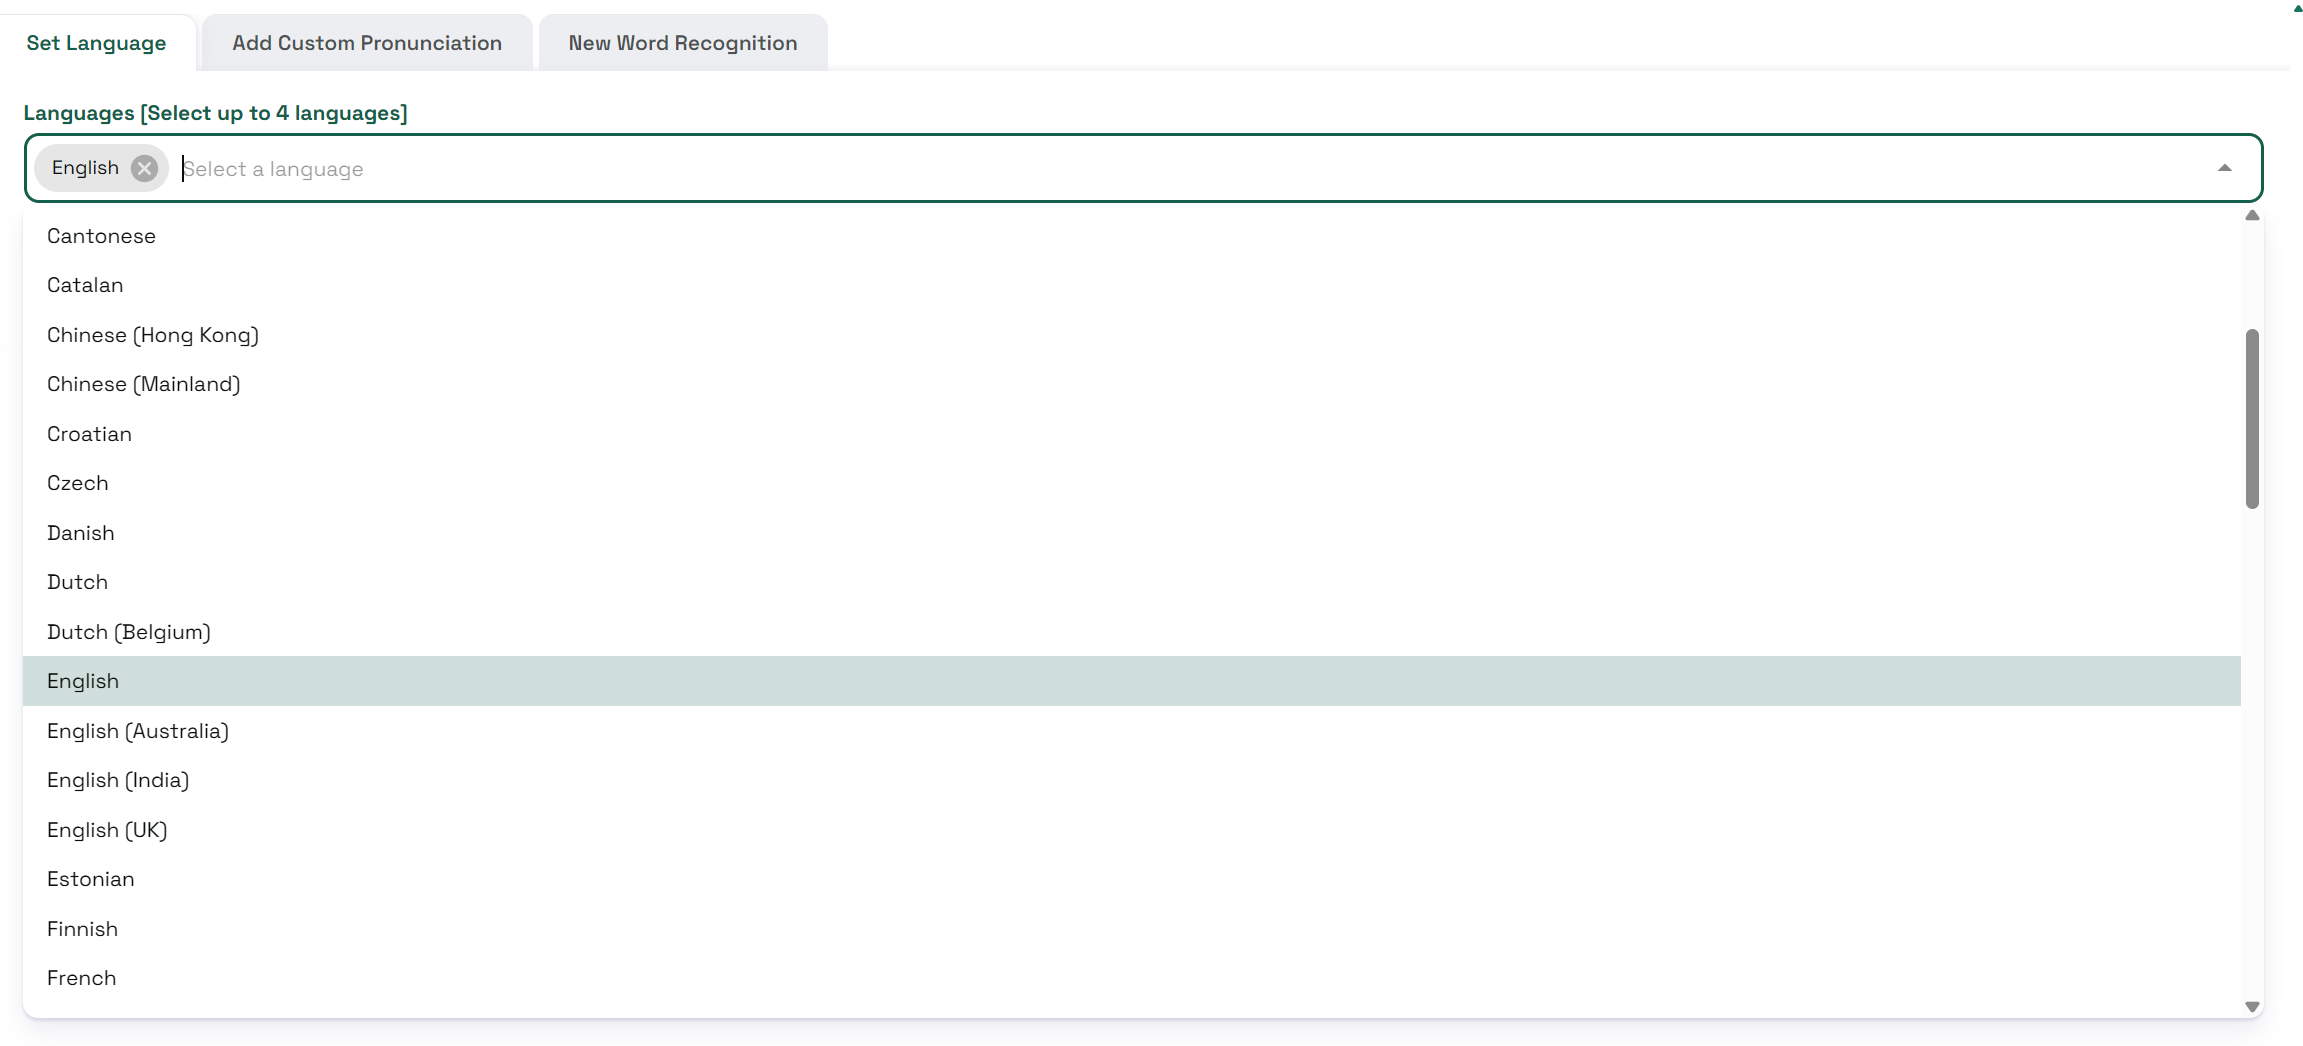 Set Language Add Custom Pronunciation New Word Recognition
Languages [Select up to 4 languages]
English Select a language
Cantonese
Catalan
Chinese (Hong Kong)
Chinese (Mainland)
Croatian
Czech
Danish
Dutch
Dutch (Belgium)
English
English (Australia)
English (India)
English (UK)
Estonian
Finnish
French